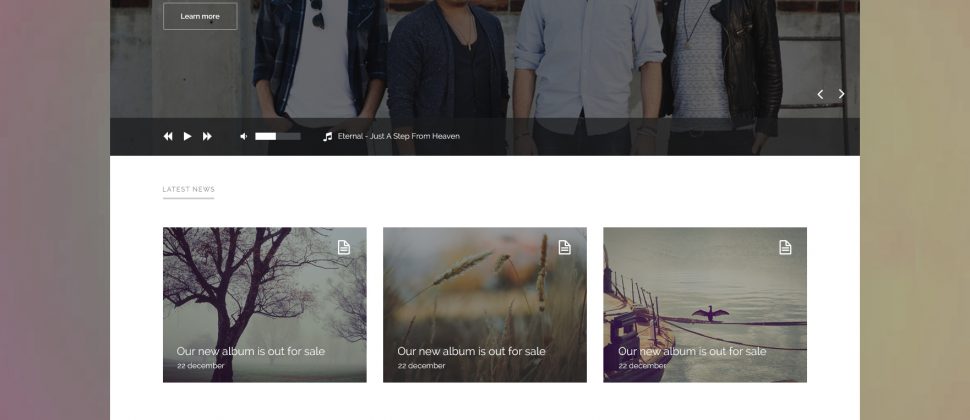 Learn more
Eternal - Just A Step From Heaven
LATEST NEWS
Our new album is out for sale
22 december
Our new album is out for sale
22 december
Our new album is out for sale
22 december